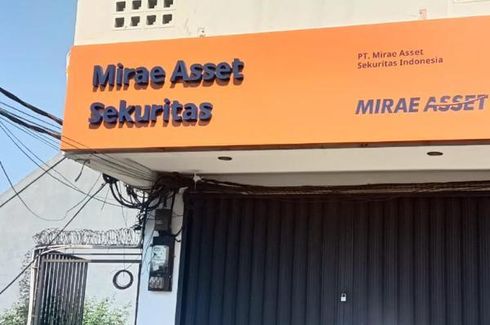 Mirae Asset
Sekuritas
PT. Mirae Asset
Sekuritas Indonesia
MIRAE ASSET